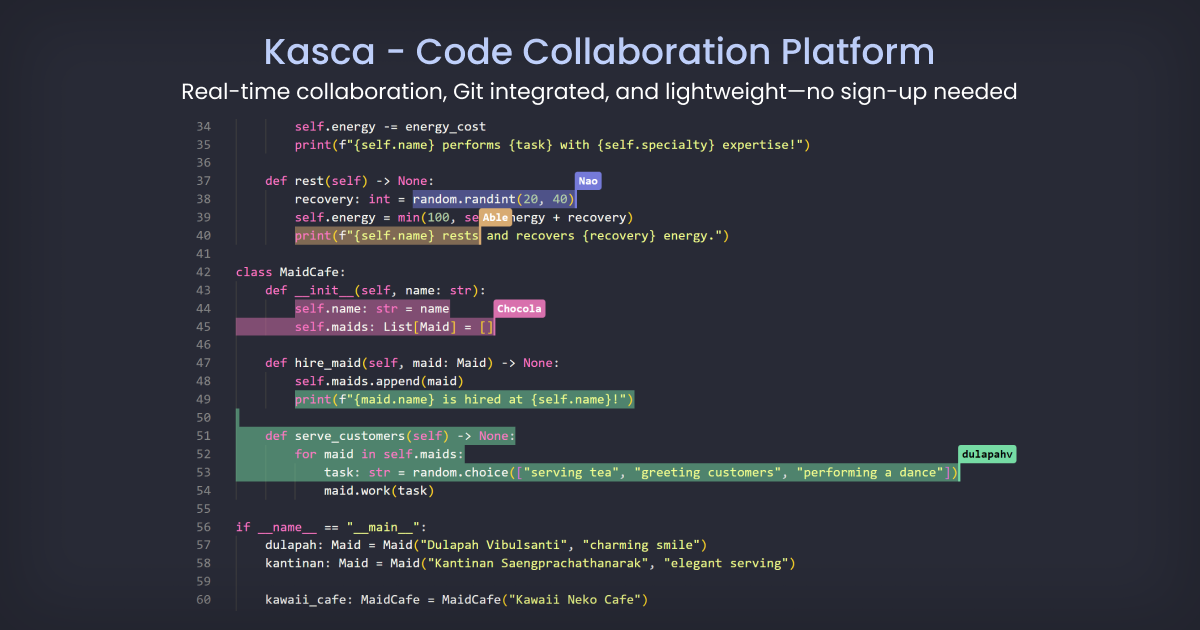 Kasca - Code Collaboration Platform
Real-time collaboration, Git integrated, and lightweight—no sign-up needed
34 self.energy -= energy_cost
35 print(f"{self.name} performs {task} with {self.specialty} expertise!")
36
37 def rest(self) -> None:
Nao
38 recovery: int = random.randint(20, 40)
39 self.energy = min(100, se Able nergy + recovery)
40 print(f"{self.name} rests and recovers {recovery} energy.")
41
42 class MaidCafe:
43 def __init__(self, name: str):
44 self.name: str = name Chocola
45 self.maids: List[Maid] = []
46
47 def hire_maid(self, maid: Maid) -> None:
48 self.maids.append(maid)
49 print(f"{maid.name} is hired at {self.name}!")
50
51 def serve_customers(self) -> None:
52 for maid in self.maids: dulapahv
53 task: str = random.choice(["serving tea", "greeting customers", "performing a dance"])
54 maid.work(task)
55
56 if __name__ == "__main__":
57 dulapah: Maid = Maid("Dulapah Vibulsanti", "charming smile")
58 kantinan: Maid = Maid("Kantinan Saengprachathanarak", "elegant serving")
59
60 kawaii_cafe: MaidCafe = MaidCafe("Kawaii Neko Cafe")